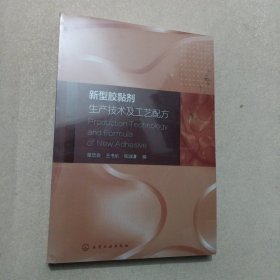 新型胶黏剂
生产技术及工艺配方
Production Technology
and Formula
of New Adhesive
编
化学工业出版社